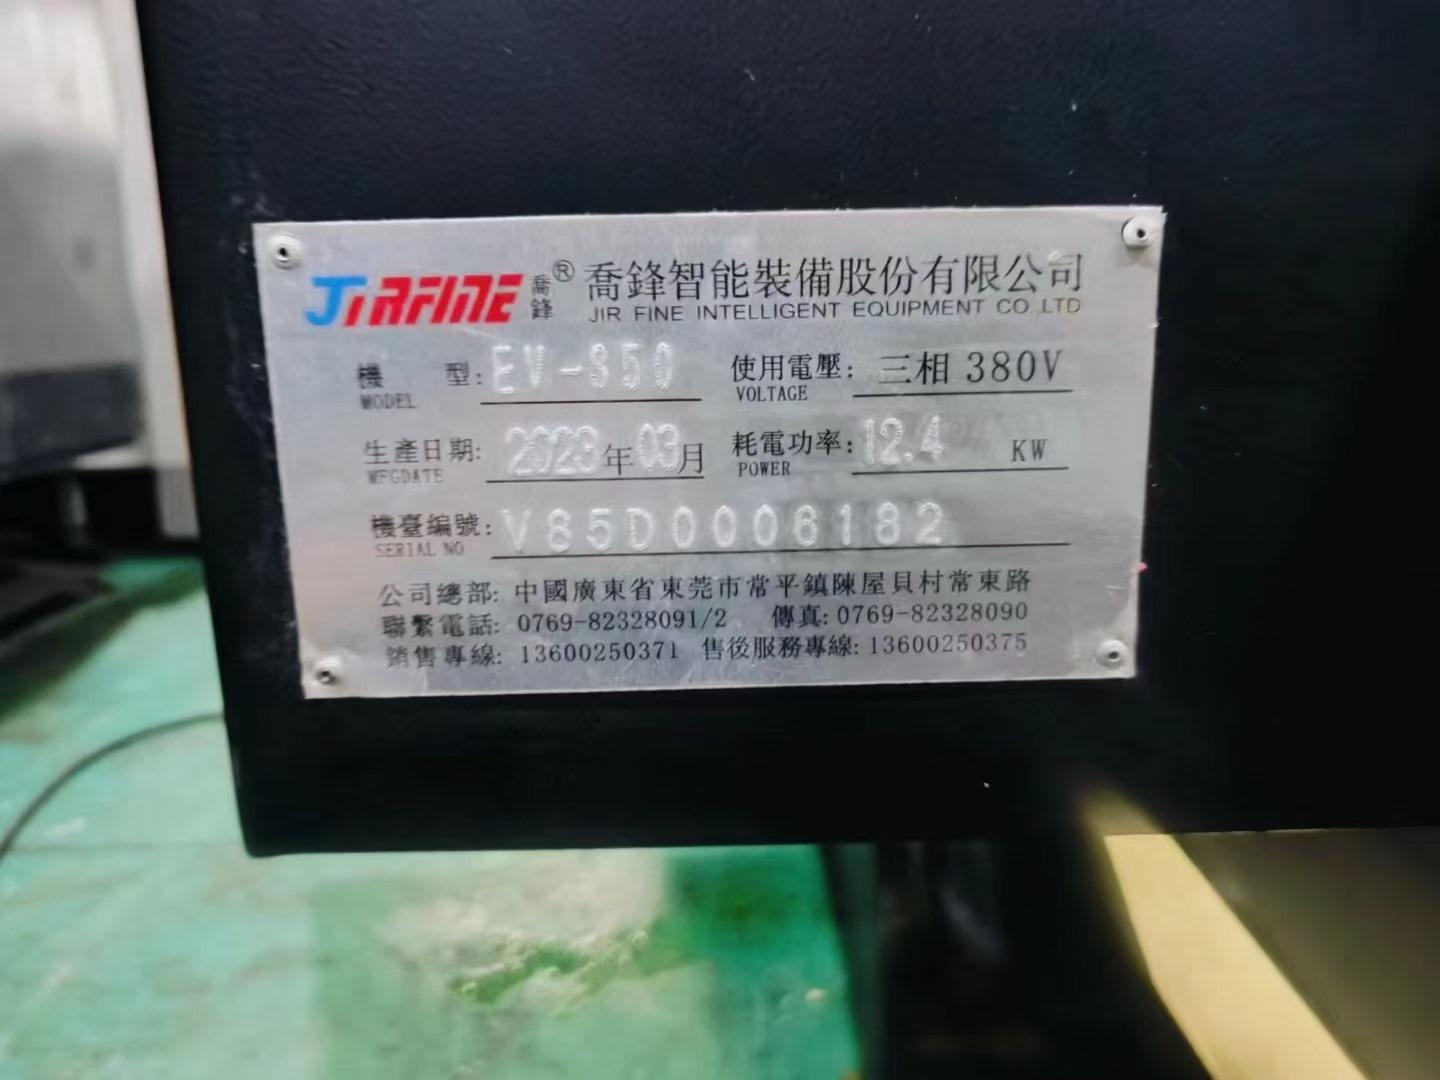 JIRFINE 喬鋒 ® 喬鋒智能裝備股份有限公司
JIR FINE INTELLIGENT EQUIPMENT CO LTD
機 型: EV-850 使用電壓: 三相 380V
MODEL VOLTAGE
生產日期: 2023年03月 耗電功率: 12.4 KW
MFGDATE POWER
機臺編號: V85D0006182
SERIAL NO
公司總部: 中國廣東省東莞市常平鎮陳屋貝村常東路
聯繫電話: 0769-82328091/2 傳真: 0769-82328090
銷售專線: 13600250371 售後服務專線: 13600250375